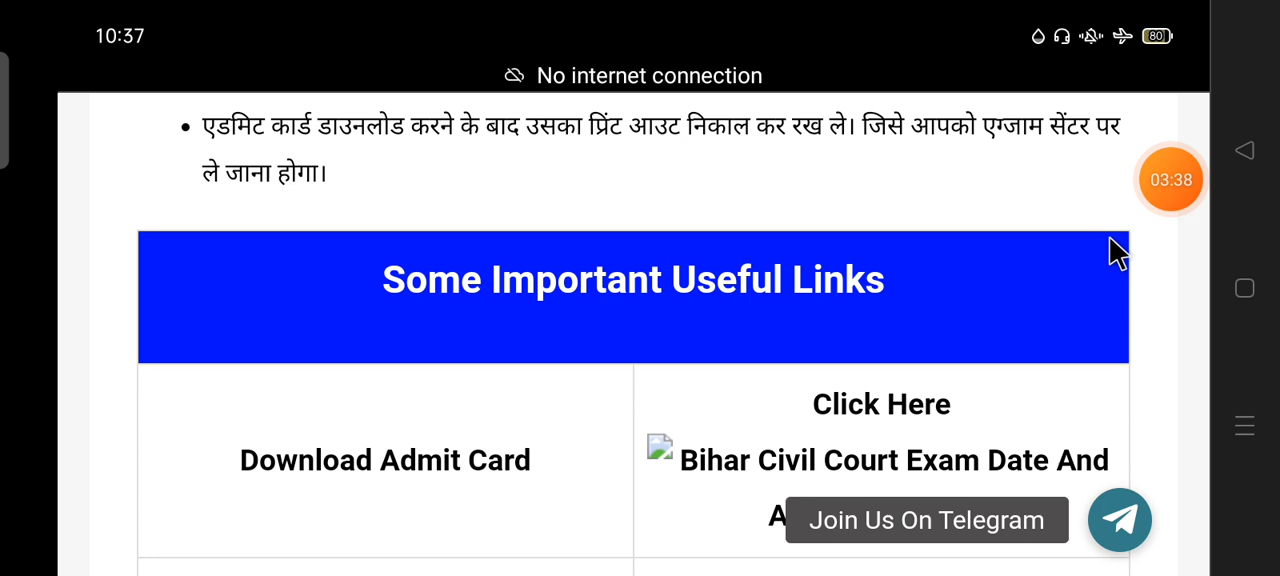 10:37
80
No internet connection
• एडमिट कार्ड डाउनलोड करने के बाद उसका प्रिंट आउट निकाल कर रख ले। जिसे आपको एग्जाम सेंटर पर
ले जाना होगा।
03:38
Some Important Useful Links
Click Here
Download Admit Card
Bihar Civil Court Exam Date And
Join Us On Telegram